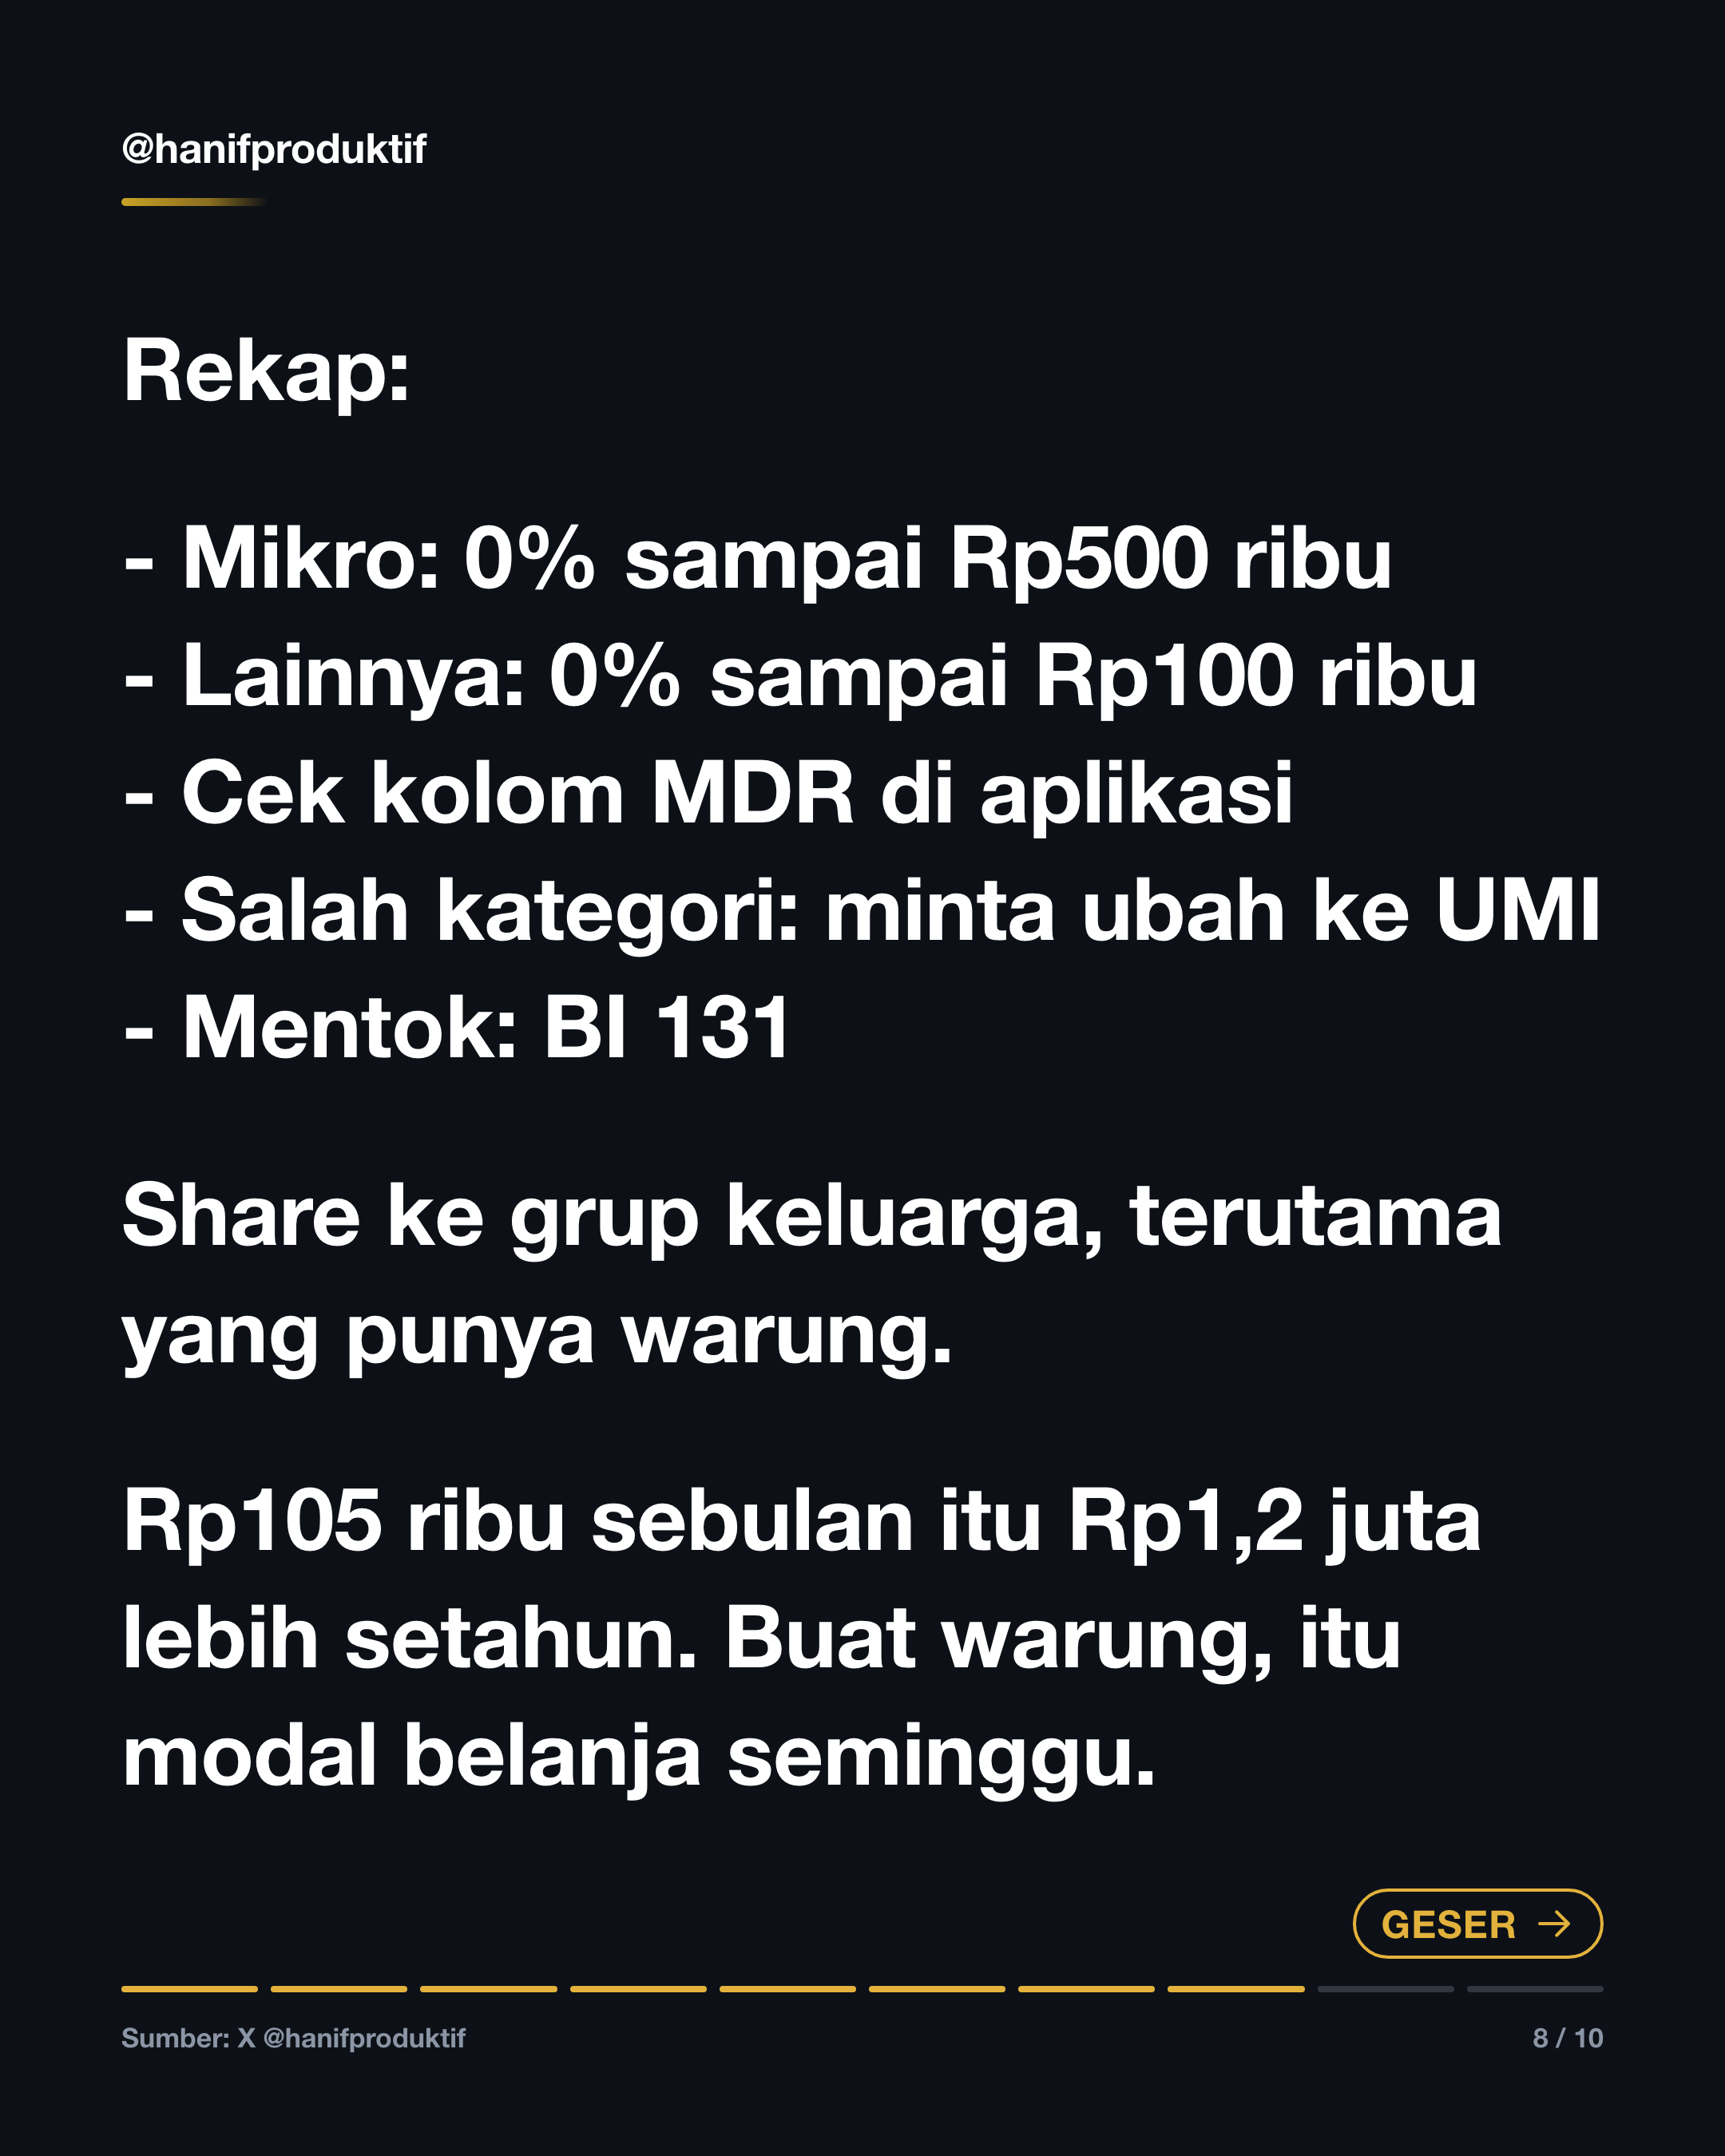 @hanifproduktif
Rekap:
- Mikro: 0% sampai Rp500 ribu
- Lainnya: 0% sampai Rp100 ribu
- Cek kolom MDR di aplikasi
- Salah kategori: minta ubah ke UMI
- Mentok: BI 131
Share ke grup keluarga, terutama
yang punya warung.
Rp105 ribu sebulan itu Rp1,2 juta
lebih setahun. Buat warung, itu
modal belanja seminggu.
GESER →
Sumber: X @hanifproduktif
8 / 10